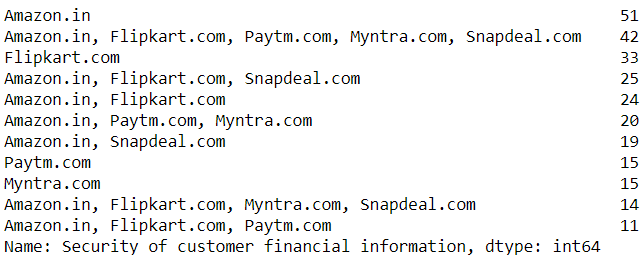 Amazon.in 51
Amazon.in, Flipkart.com, Paytm.com, Myntra.com, Snapdeal.com 42
Flipkart.com 33
Amazon.in, Flipkart.com, Snapdeal.com 25
Amazon.in, Flipkart.com 24
Amazon.in, Paytm.com, Myntra.com 20
Amazon.in, Snapdeal.com 19
Paytm.com 15
Myntra.com 15
Amazon.in, Flipkart.com, Myntra.com, Snapdeal.com 14
Amazon.in, Flipkart.com, Paytm.com 11
Name: Security of customer financial information, dtype: int64